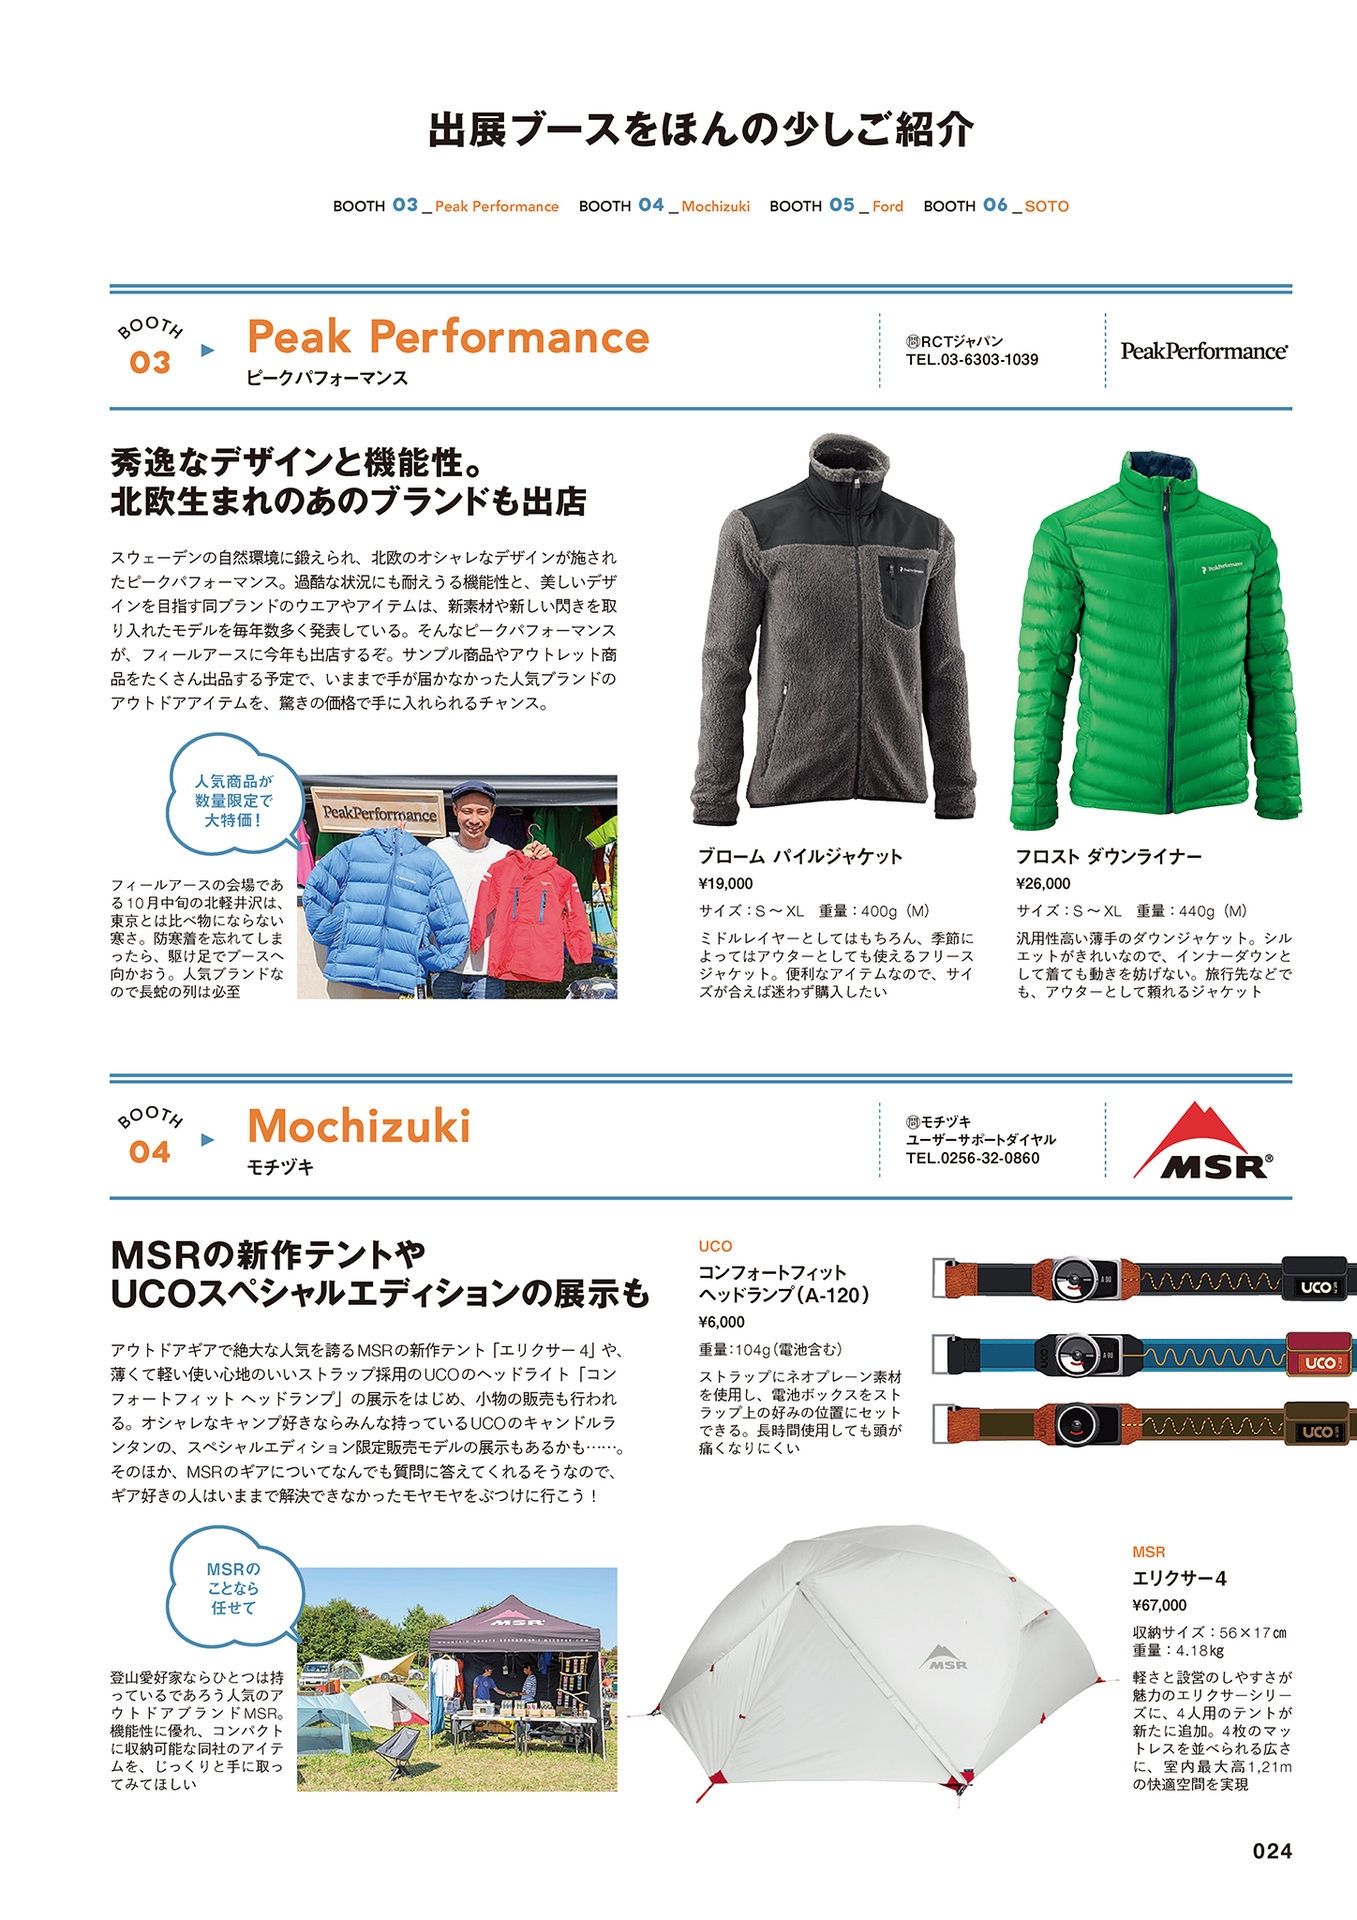 出展ブースをほんの少しご紹介
BOOTH 03 _ Peak Performance BOOTH 04 _ Mochizuki BOOTH 05 _ Ford BOOTH 06 _ SOTO
BOOTH
03
Peak Performance
ピークパフォーマンス
㉄RCTジャパン
TEL.03-6303-1039
PeakPerformance
秀逸なデザインと機能性。
北欧生まれのあのブランドも出店
スウェーデンの自然環境に鍛えられ、北欧のオシャレなデザインが施され
たピークパフォーマンス。過酷な状況にも耐えうる機能性と、美しいデザ
インを目指す同ブランドのウエアやアイテムは、新素材や新しい閃きを取
り入れたモデルを毎年数多く発表している。そんなピークパフォーマンス
が、フィールアースに今年も出店するぞ。サンプル商品やアウトレット商
品をたくさん出品する予定で、いままで手が届かなかった人気ブランドの
アウトドアアイテムを、驚きの価格で手に入れられるチャンス。
人気商品が
数量限定で
大特価！
PeakPerformance
フィールアースの会場であ
る10月中旬の北軽井沢は、
東京とは比べ物にならない
寒さ。防寒着を忘れてしま
ったら、駆け足でブースへ
向かおう。人気ブランドな
ので長蛇の列は必至
PeakPerformance
ブローム パイルジャケット
¥19,000
サイズ：S～XL　重量：400g（M）
ミドルレイヤーとしてはもちろん、季節に
よってはアウターとしても使えるフリース
ジャケット。便利なアイテムなので、サイ
ズが合えば迷わず購入したい
PeakPerformance
フロスト ダウンライナー
¥26,000
サイズ：S～XL　重量：440g（M）
汎用性高い薄手のダウンジャケット。シル
エットがきれいなので、インナーダウンと
して着ても動きを妨げない。旅行先などで
も、アウターとして頼れるジャケット
BOOTH
04
Mochizuki
モチヅキ
㉄モチヅキ
ユーザーサポートダイヤル
TEL.0256-32-0860
MSR®
MSRの新作テントや
UCOスペシャルエディションの展示も
アウトドアギアで絶大な人気を誇るMSRの新作テント「エリクサー4」や、
薄くて軽い使い心地のいいストラップ採用のUCOのヘッドライト「コン
フォートフィット ヘッドランプ」の展示をはじめ、小物の販売も行われ
る。オシャレなキャンプ好きならみんな持っているUCOのキャンドルラ
ンタンの、スペシャルエディション限定販売モデルの展示もあるかも……。
そのほか、MSRのギアについてなんでも質問に答えてくれるそうなので、
ギア好きの人はいままで解決できなかったモヤモヤをぶつけに行こう！
MSRの
ことなら
任せて
MSR
登山愛好家ならひとつは持
っているであろう人気のア
ウトドアブランドMSR。
機能性に優れ、コンパクト
に収納可能な同社のアイテ
ムを、じっくりと手に取っ
てみてほしい
UCO
コンフォートフィット
ヘッドランプ（A-120）
¥6,000
重量：104g（電池含む）
ストラップにネオプレーン素材
を使用し、電池ボックスをスト
ラップ上の好みの位置にセット
できる。長時間使用しても頭が
痛くなりにくい
UCO
UCO
UCO
MSR
MSR
エリクサー4
¥67,000
収納サイズ：56×17㎝
重量：4.18㎏
軽さと設営のしやすさが
魅力のエリクサーシリー
ズに、4人用のテントが
新たに追加。4枚のマッ
トレスを並べられる広さ
に、室内最大高1,21m
の快適空間を実現
024